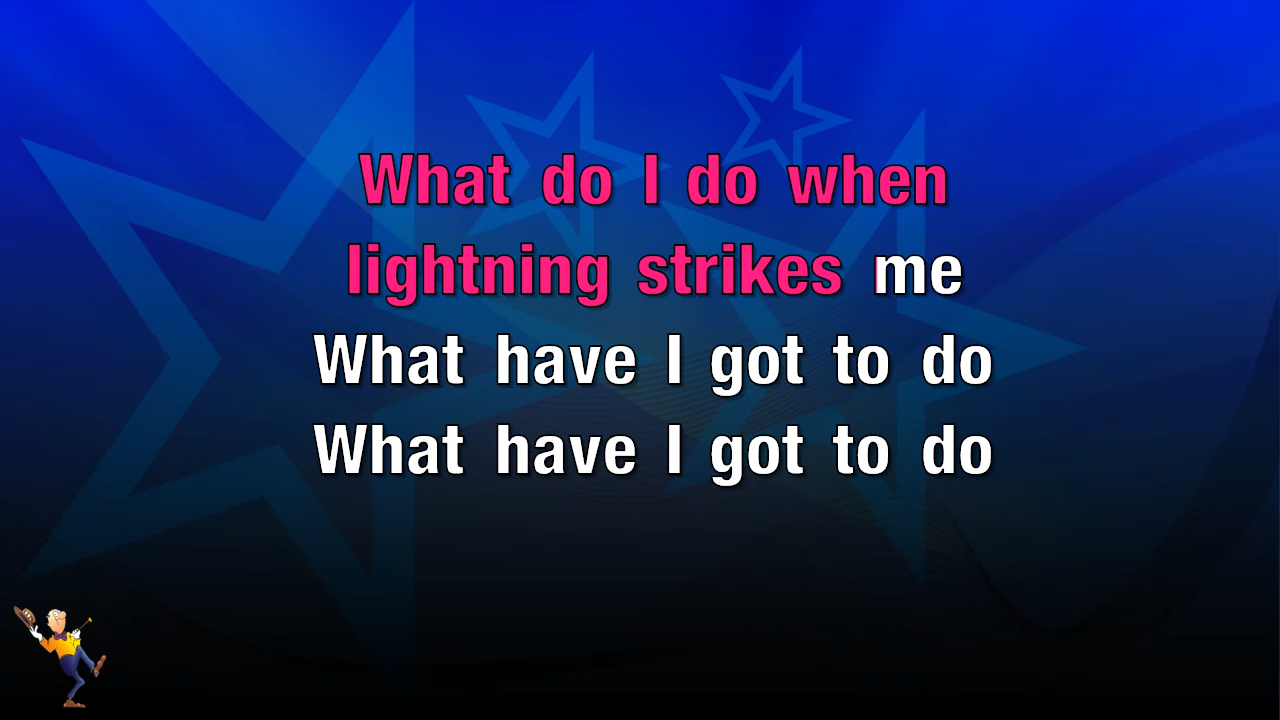 What do I do when
lightning strikes me
What have I got to do
What have I got to do